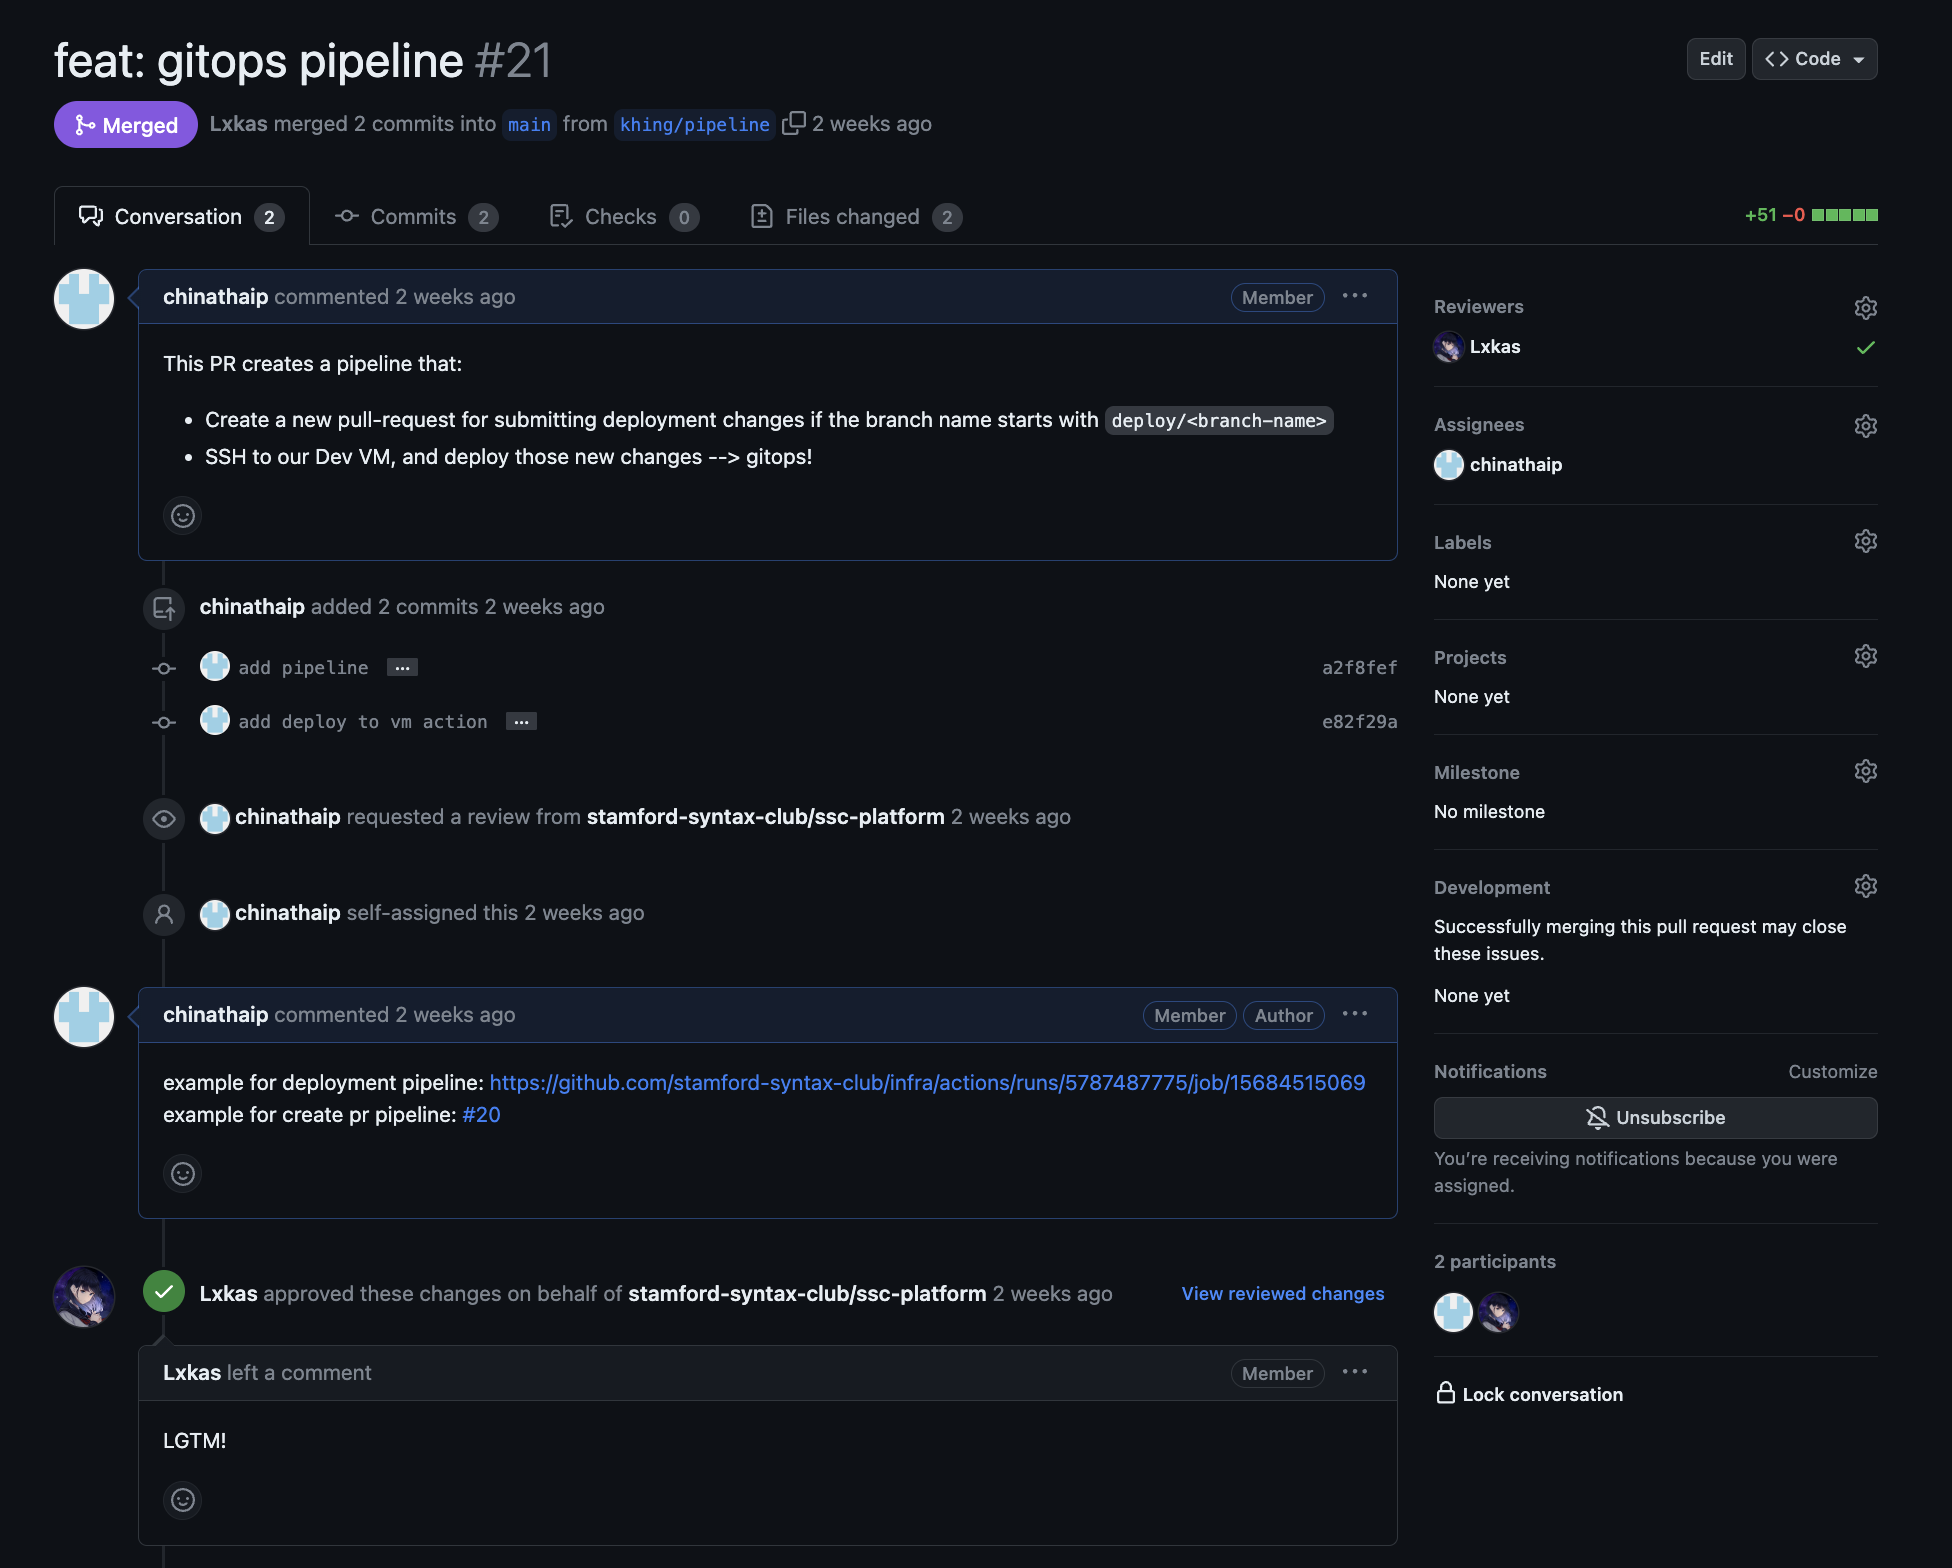 feat: gitops pipeline #21
Edit
Code
Merged
Lxkas merged 2 commits into main from khing/pipeline 2 weeks ago
Conversation 2
Commits 2
Checks 0
Files changed 2
+51 −0
chinathaip commented 2 weeks ago
Member
This PR creates a pipeline that:
• Create a new pull-request for submitting deployment changes if the branch name starts with deploy/<branch-name>
• SSH to our Dev VM, and deploy those new changes --> gitops!
chinathaip added 2 commits 2 weeks ago
add pipeline ... a2f8fef
add deploy to vm action ... e82f29a
chinathaip requested a review from stamford-syntax-club/ssc-platform 2 weeks ago
chinathaip self-assigned this 2 weeks ago
chinathaip commented 2 weeks ago
Member Author
example for deployment pipeline: https://github.com/stamford-syntax-club/infra/actions/runs/5787487775/job/15684515069
example for create pr pipeline: #20
Lxkas approved these changes on behalf of stamford-syntax-club/ssc-platform 2 weeks ago
View reviewed changes
Lxkas left a comment
Member
LGTM!
Reviewers
Lxkas
Assignees
chinathaip
Labels
None yet
Projects
None yet
Milestone
No milestone
Development
Successfully merging this pull request may close
these issues.
None yet
Notifications
Customize
Unsubscribe
You’re receiving notifications because you were
assigned.
2 participants
Lock conversation